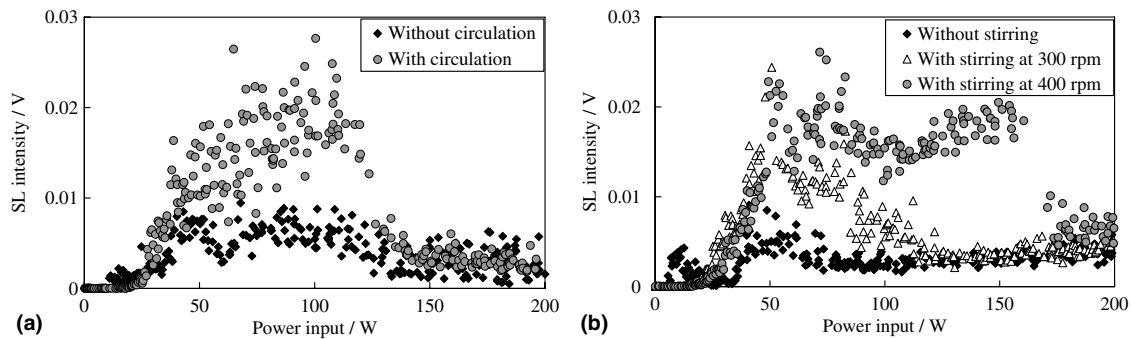 0.03
0.02
0.01
0
SL intensity / V
0
50
100
150
200
Power input / W
Without circulation
With circulation
(a)
0.03
0.02
0.01
0
SL intensity / V
0
50
100
150
200
Power input / W
Without stirring
With stirring at 300 rpm
With stirring at 400 rpm
(b)